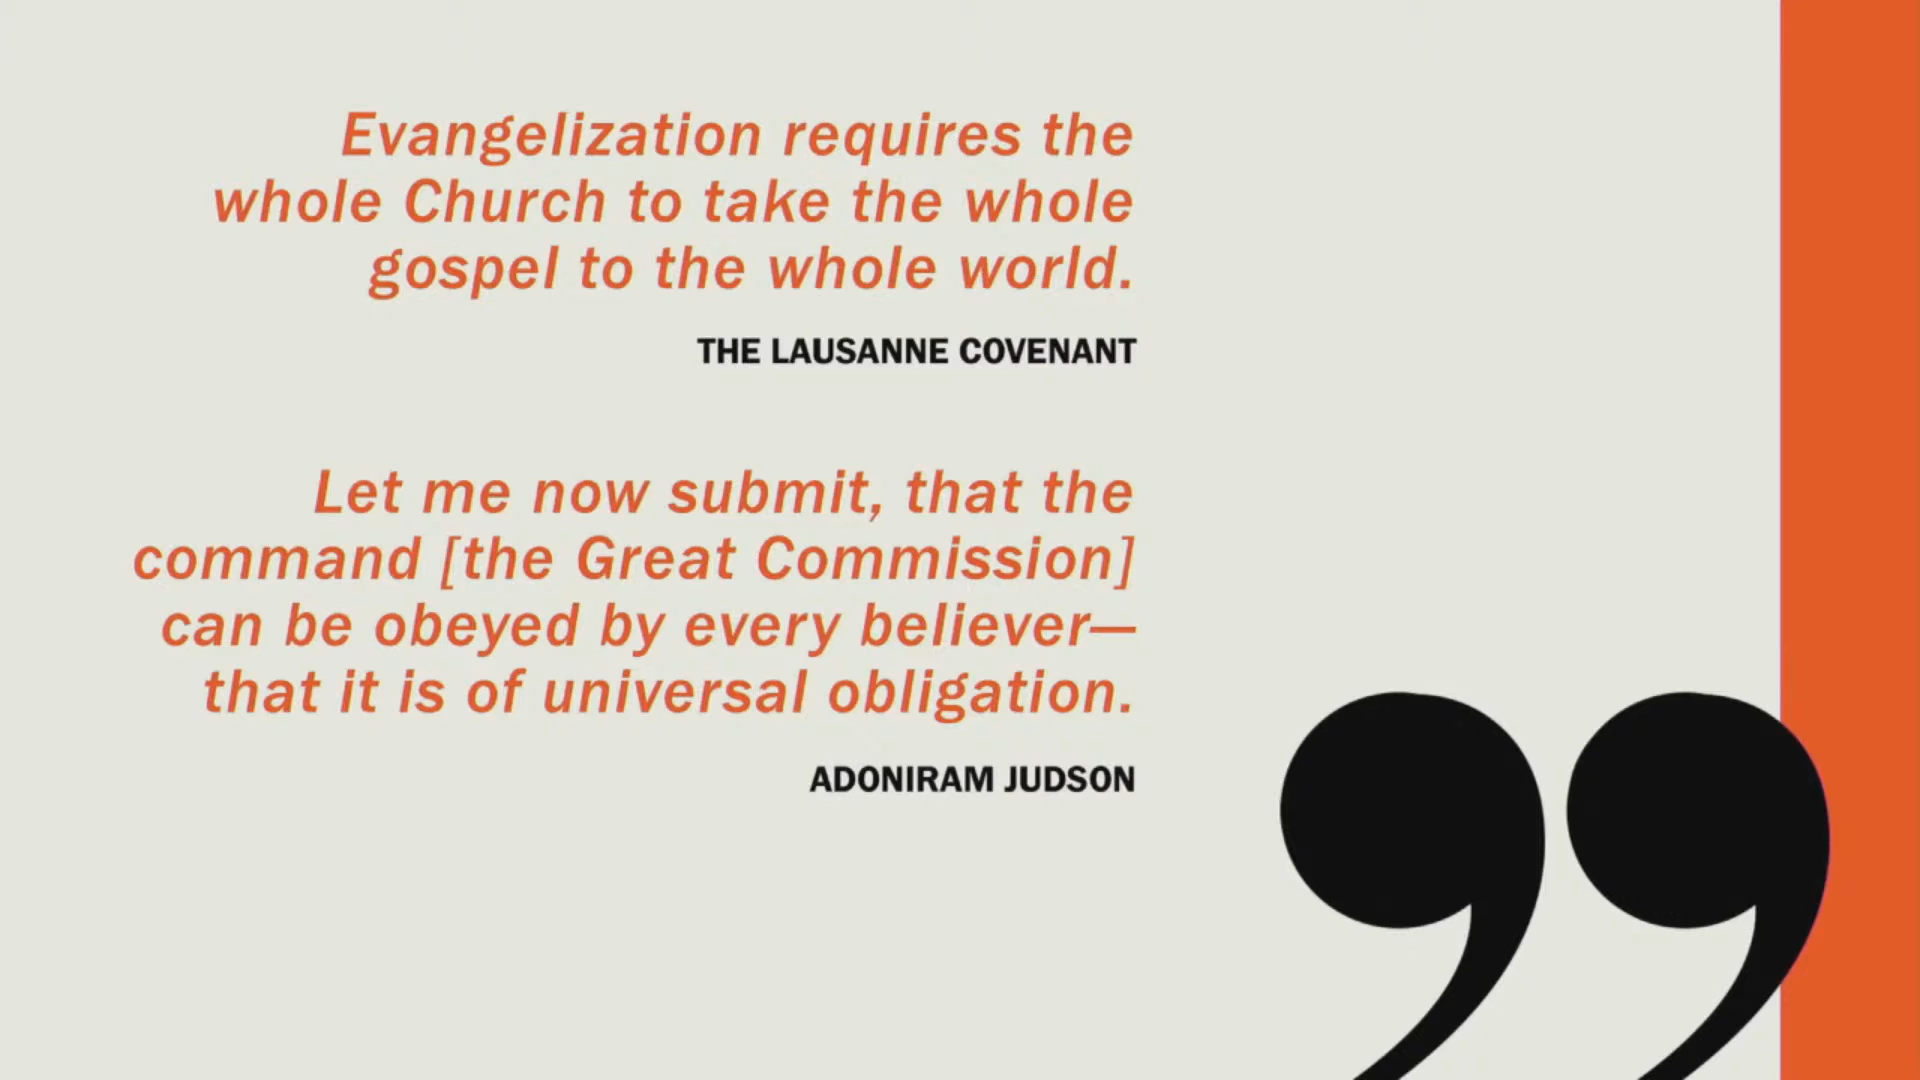 Evangelization requires the
whole Church to take the whole
gospel to the whole world.
THE LAUSANNE COVENANT
Let me now submit, that the
command [the Great Commission]
can be obeyed by every believer—
that it is of universal obligation.
ADONIRAM JUDSON
”